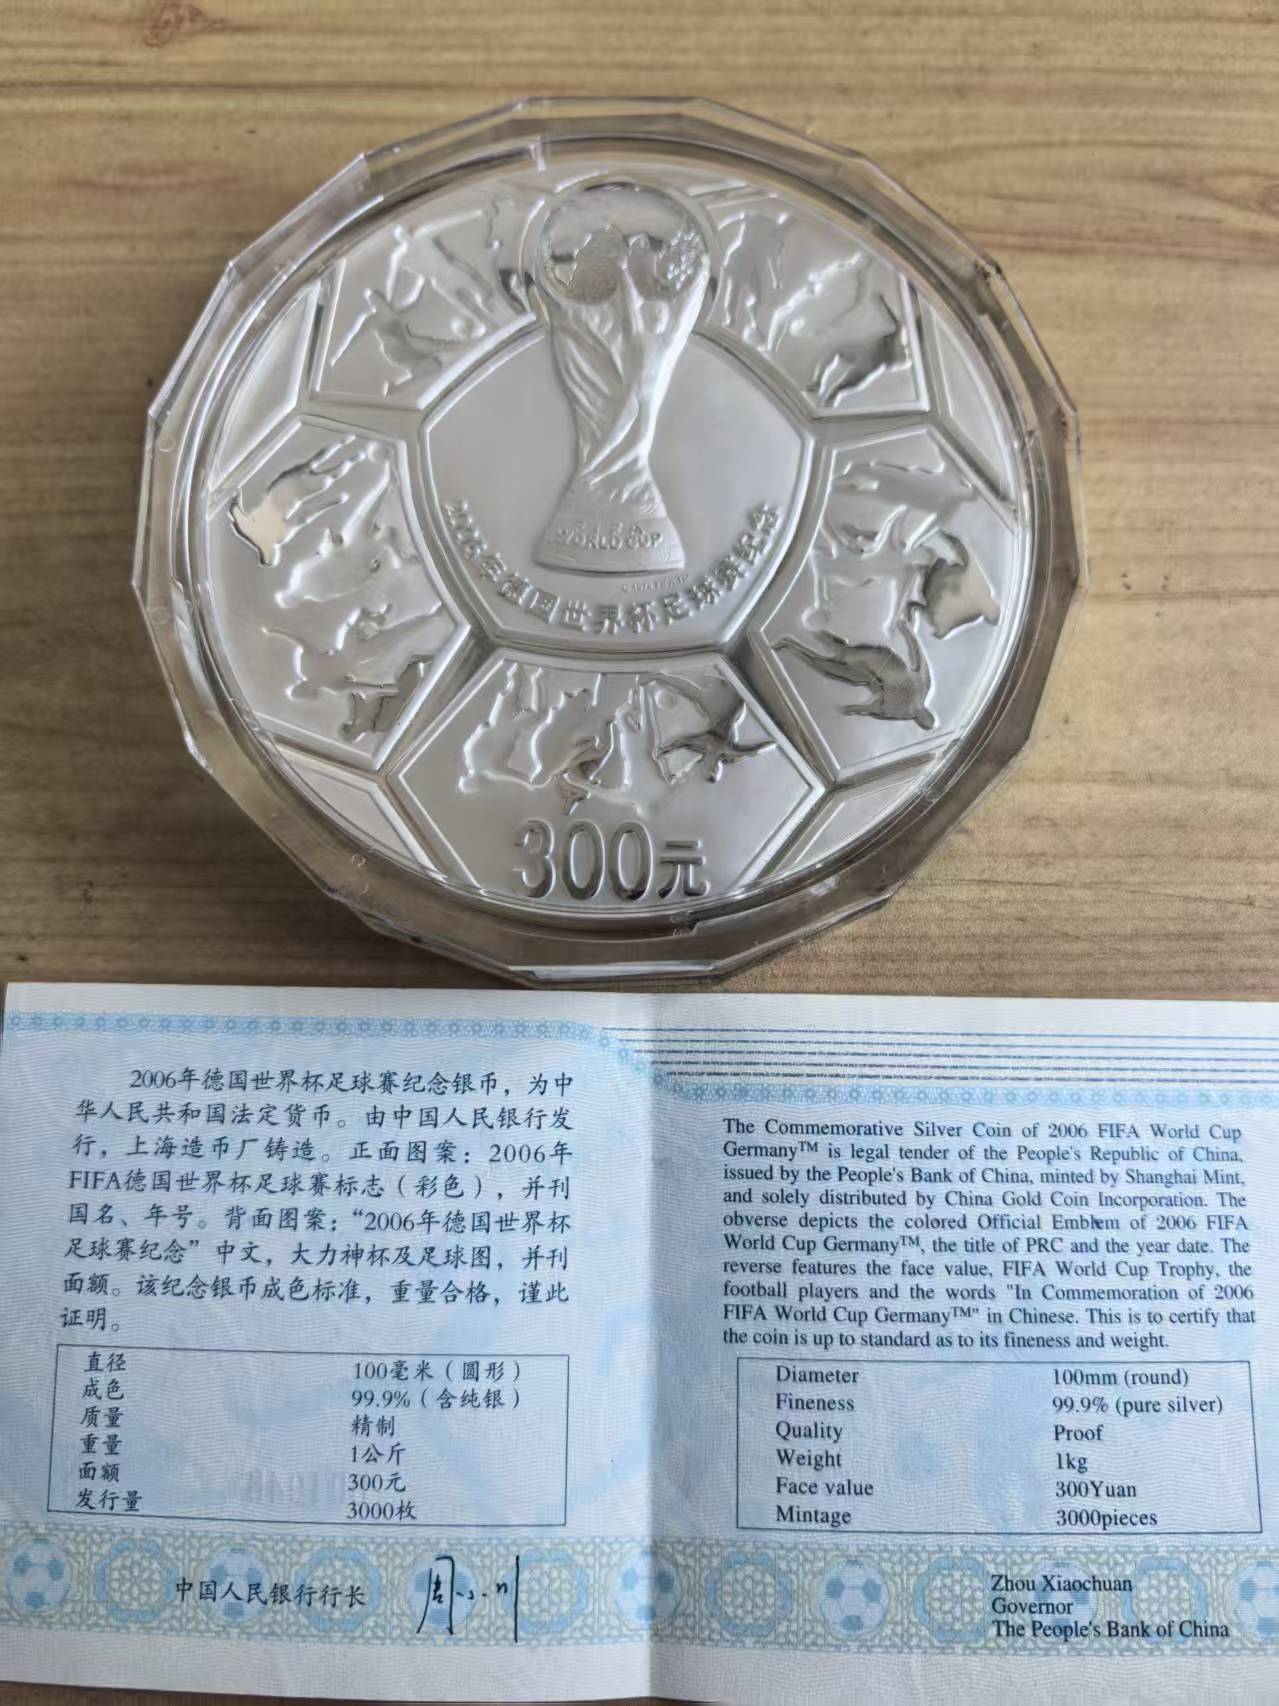 WORLD CUP
2006年德国世界杯足球赛纪念
300元
2006年德国世界杯足球赛纪念银币，为中
华人民共和国法定货币。由中国人民银行发
行，上海造币厂铸造。正面图案：2006年
FIFA德国世界杯足球赛标志（彩色），并刊
国名、年号。背面图案：“2006年德国世界杯
足球赛纪念”中文，大力神杯及足球图，并刊
面额。该纪念银币成色标准，重量合格，谨此
证明。
直径 100毫米（圆形）
成色 99.9%（含纯银）
质量 精制
重量 1公斤
面额 300元
发行量 3000枚
中国人民银行行长
The Commemorative Silver Coin of 2006 FIFA World Cup
Germany™ is legal tender of the People's Republic of China,
issued by the People's Bank of China, minted by Shanghai Mint,
and solely distributed by China Gold Coin Incorporation. The
obverse depicts the colored Official Emblem of 2006 FIFA
World Cup Germany™, the title of PRC and the year date. The
reverse features the face value, FIFA World Cup Trophy, the
football players and the words "In Commemoration of 2006
FIFA World Cup Germany™" in Chinese. This is to certify that
the coin is up to standard as to its fineness and weight.
Diameter 100mm (round)
Fineness 99.9% (pure silver)
Quality Proof
Weight 1kg
Face value 300Yuan
Mintage 3000pieces
Zhou Xiaochuan
Governor
The People's Bank of China